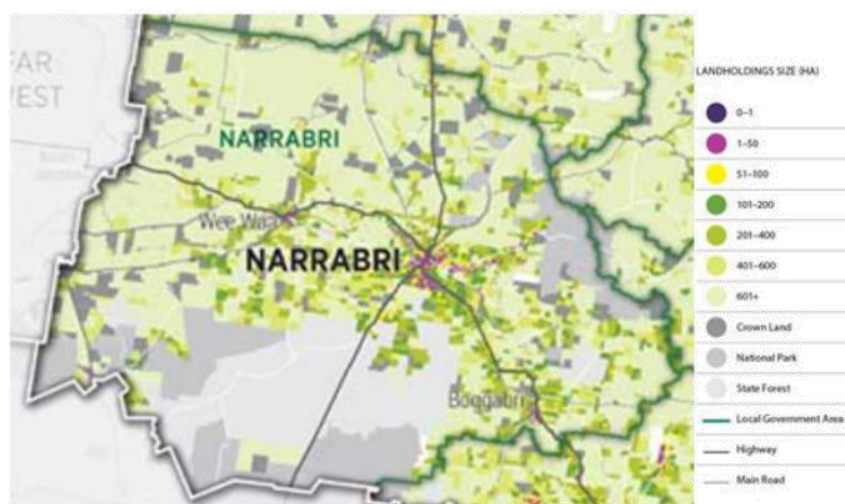 FAR
WEST
NARRABRI
Wee Waa
NARRABRI
Boggabri
LANDHOLDINGS SIZE (HA)
0–1
1–50
51–100
101–200
201–400
401–600
601+
Crown Land
National Park
State Forest
Local Government Area
Highway
Main Road